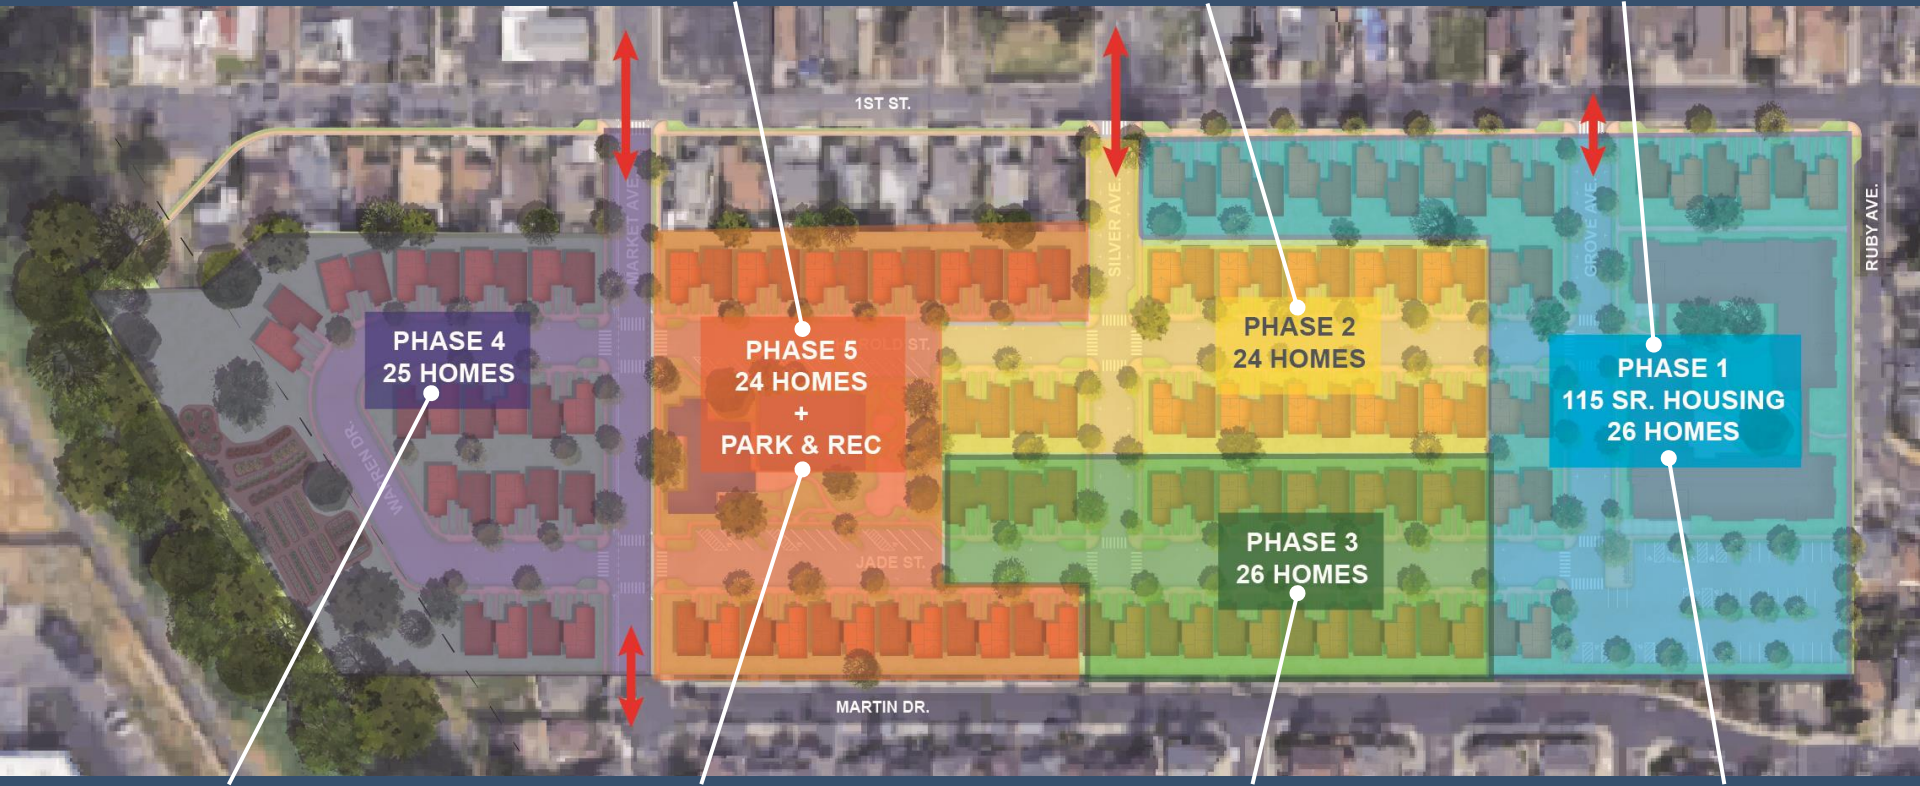 1ST ST.
MARKET AVE.
SILVER AVE.
GROVE AVE.
RUBY AVE.
PHASE 4
25 HOMES
PHASE 5
24 HOMES
+
PARK & REC
PHASE 2
24 HOMES
PHASE 1
115 SR. HOUSING
26 HOMES
ST.
WARREN DR.
PHASE 3
26 HOMES
JADE ST.
MARTIN DR.